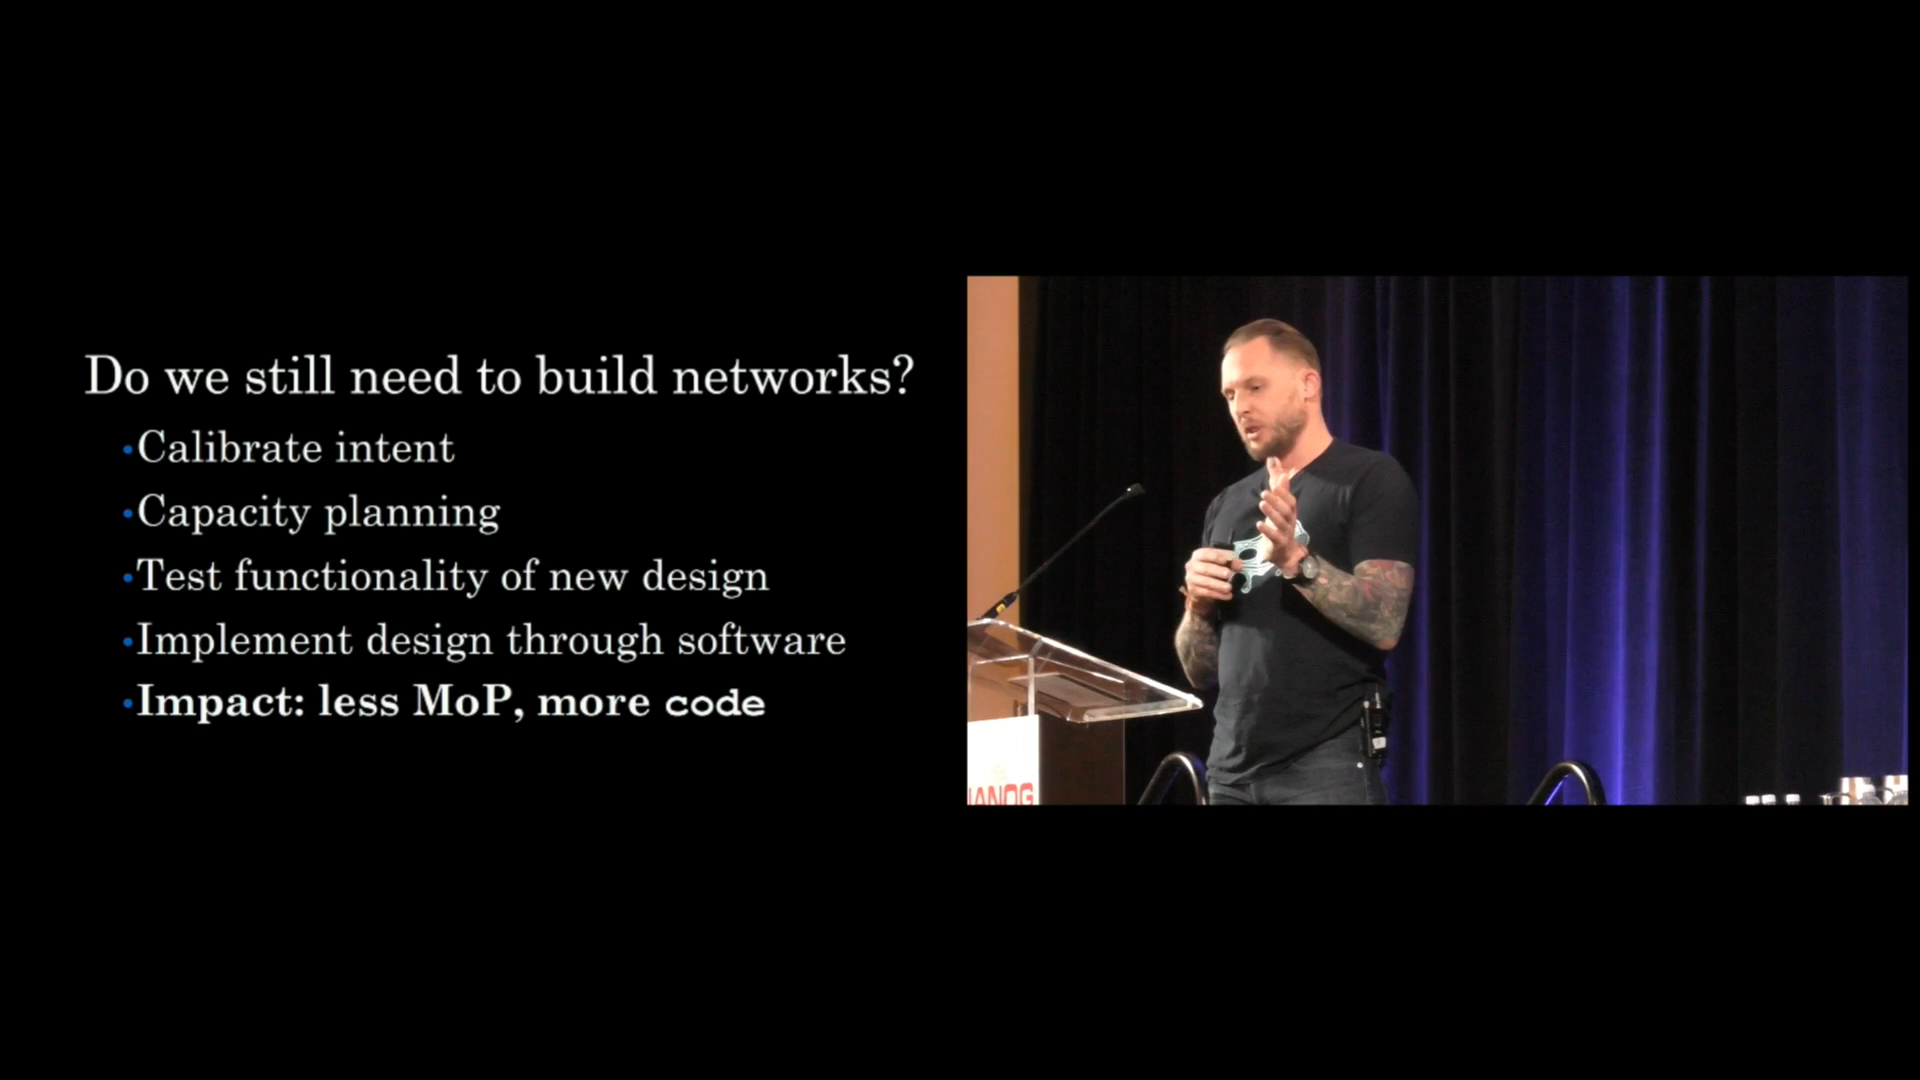 Do we still need to build networks?
•Calibrate intent
•Capacity planning
•Test functionality of new design
•Implement design through software
•Impact: less MoP, more code
NANOG